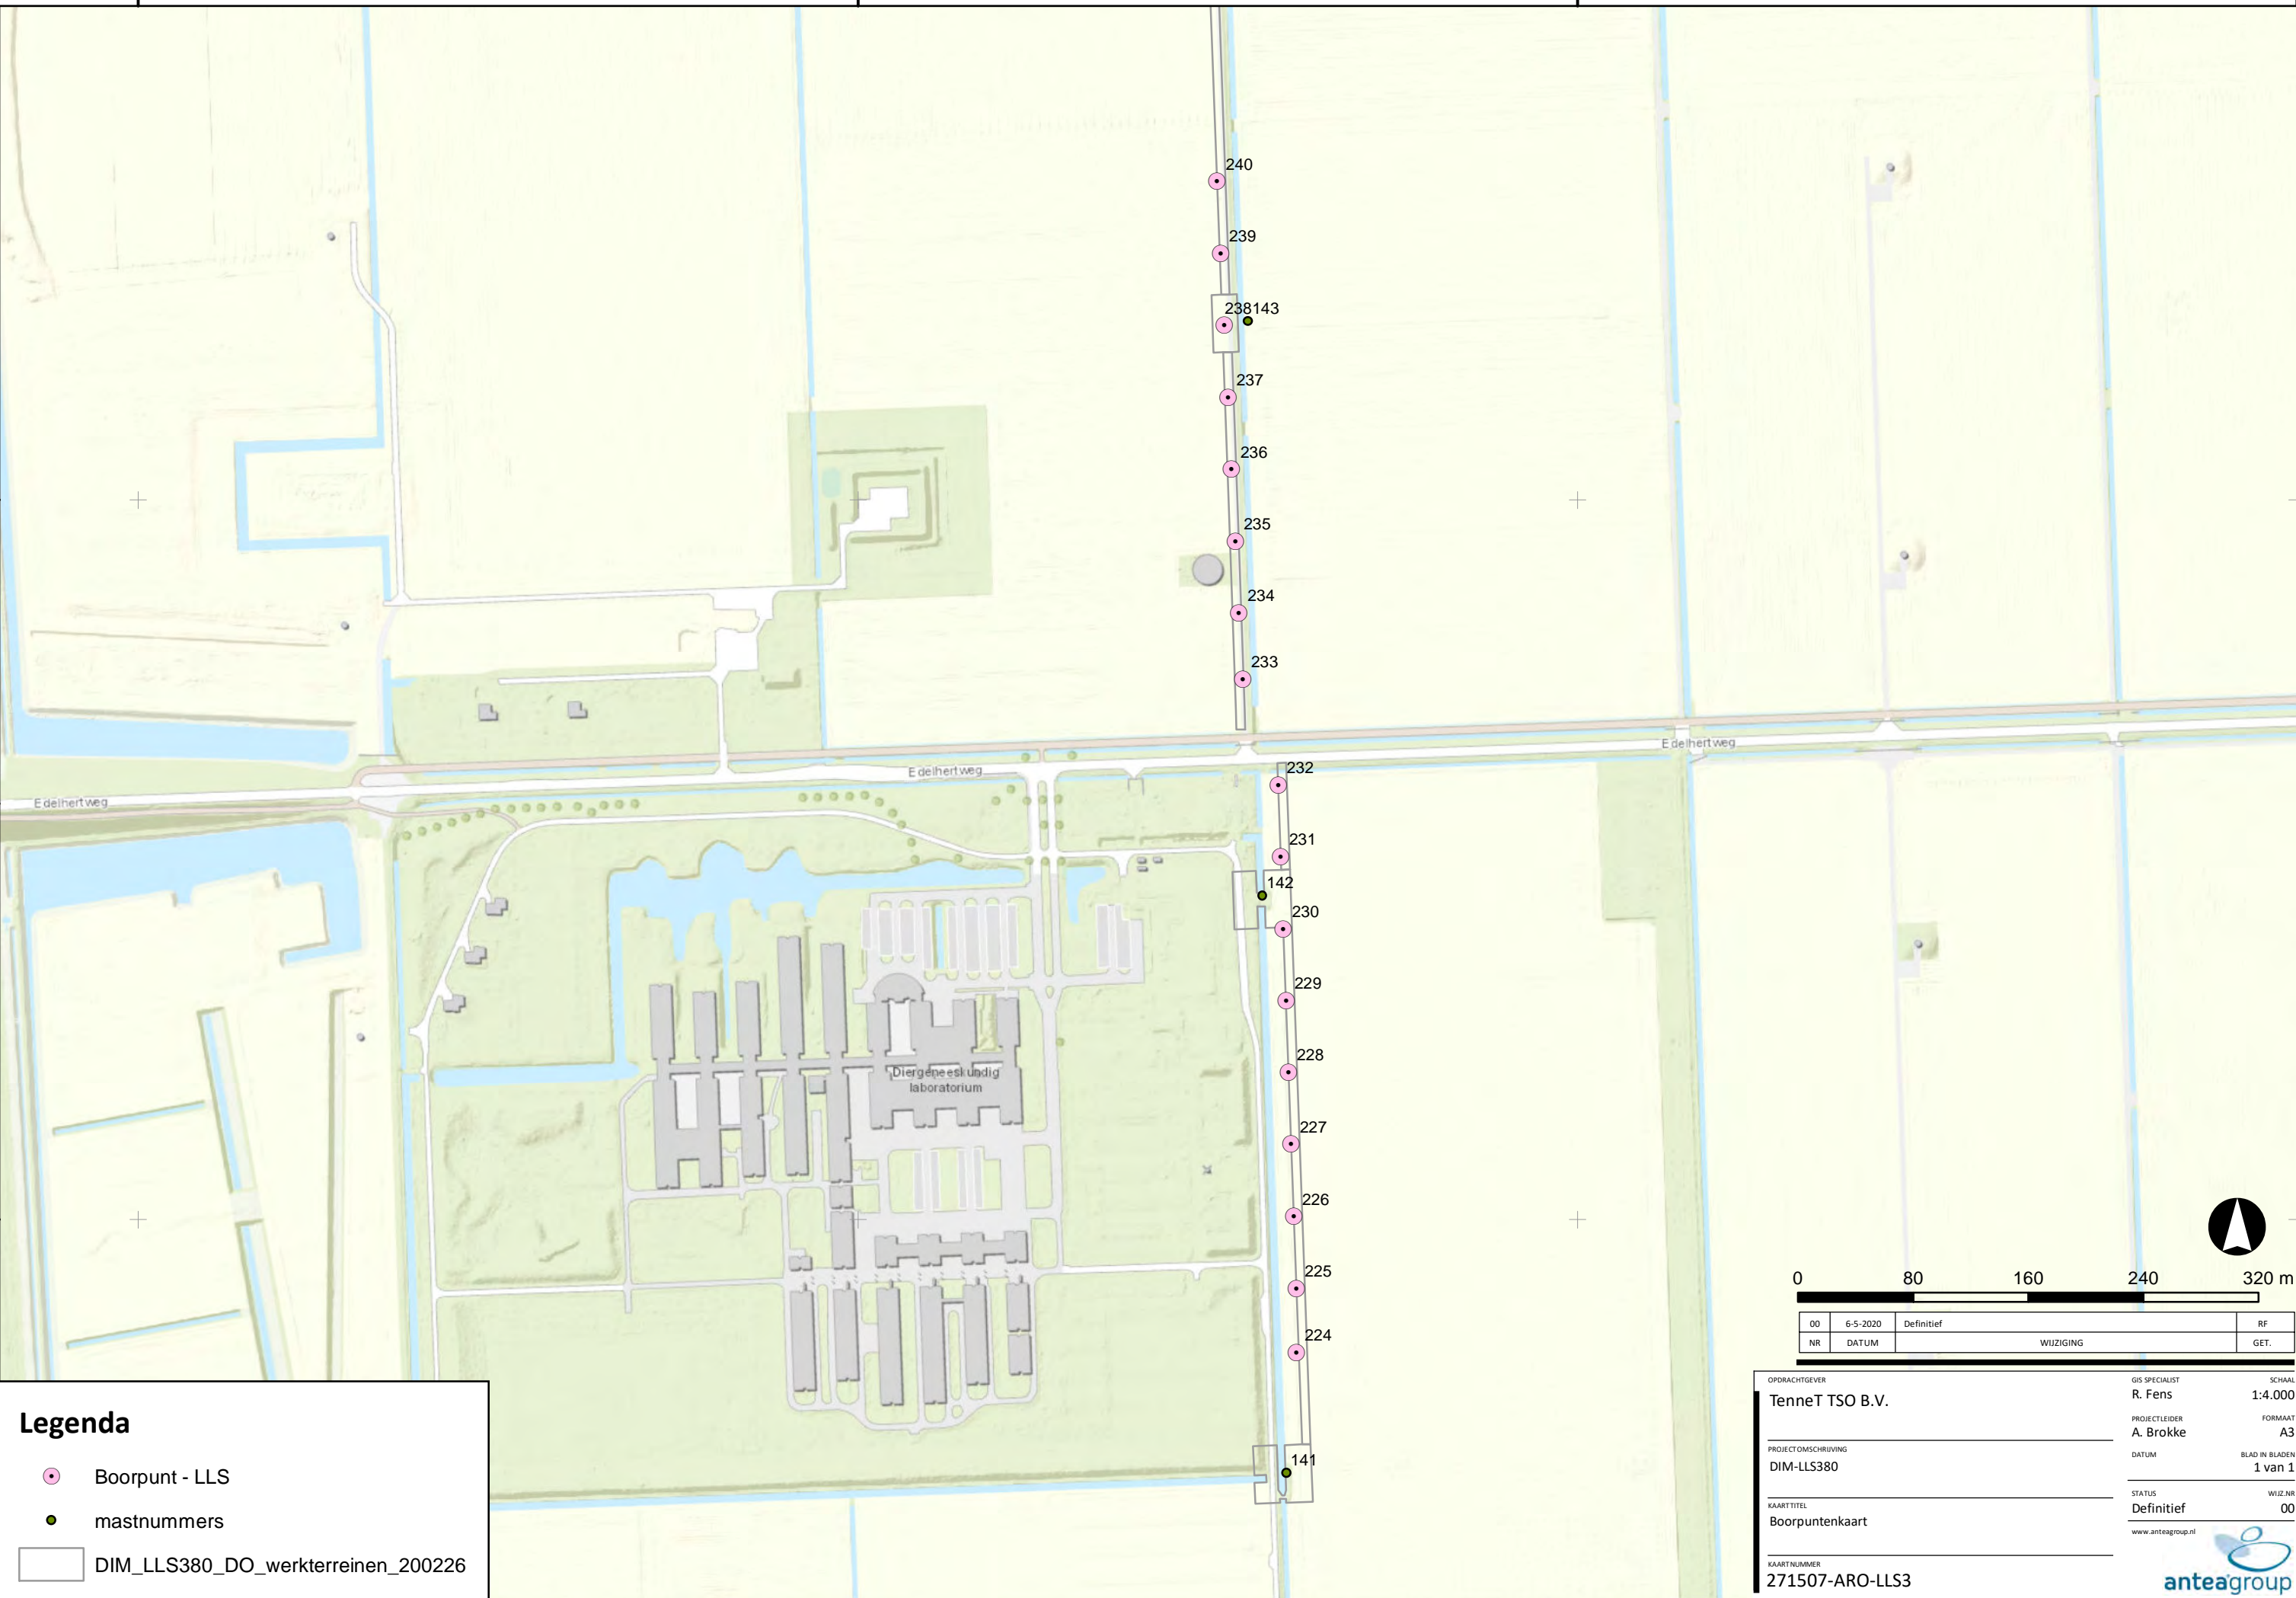 240
239
238143
237
236
235
234
233
Edelhertweg
Edelhertweg
Edelhertweg
232
231
142
230
229
228
Diergeneeskundig
laboratorium
227
226
225
224
141
0 80 160 240 320 m
00 6-5-2020 Definitief RF
NR DATUM WIJZIGING GET.
OPDRACHTGEVER
TenneT TSO B.V.
PROJECTOMSCHRIJVING
DIM-LLS380
KAARTTITEL
Boorpuntenkaart
KAARTNUMMER
271507-ARO-LLS3
GIS SPECIALIST SCHAAL
R. Fens 1:4.000
PROJECTLEIDER FORMAAT
A. Brokke A3
DATUM BLAD IN BLADEN
1 van 1
STATUS WIJZ.NR
Definitief 00
www.anteagroup.nl
anteagroup
Legenda
Boorpunt - LLS
mastnummers
DIM_LLS380_DO_werkterreinen_200226